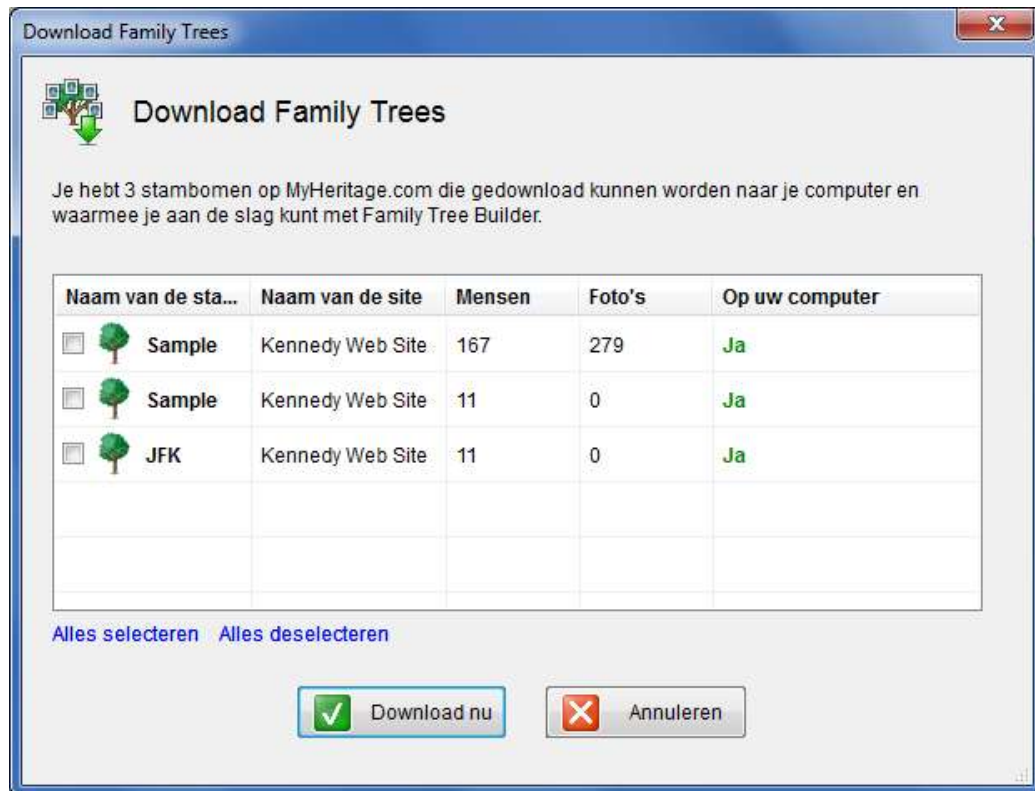 Download Family Trees
Download Family Trees
Je hebt 3 stambomen op MyHeritage.com die gedownload kunnen worden naar je computer en
waarmee je aan de slag kunt met Family Tree Builder.
Naam van de sta... Naam van de site Mensen Foto's Op uw computer
Sample Kennedy Web Site 167 279 Ja
Sample Kennedy Web Site 11 0 Ja
JFK Kennedy Web Site 11 0 Ja
Alles selecteren Alles deselecteren
Download nu Annuleren